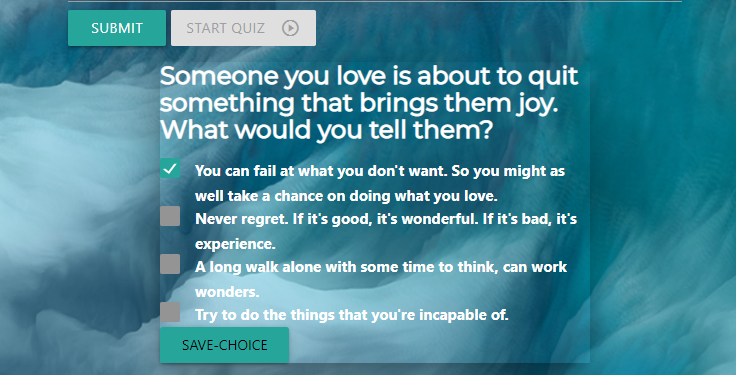 SUBMIT
START QUIZ
Someone you love is about to quit
something that brings them joy.
What would you tell them?
You can fail at what you don't want. So you might as
well take a chance on doing what you love.
Never regret. If it's good, it's wonderful. If it's bad, it's
experience.
A long walk alone with some time to think, can work
wonders.
Try to do the things that you're incapable of.
SAVE-CHOICE